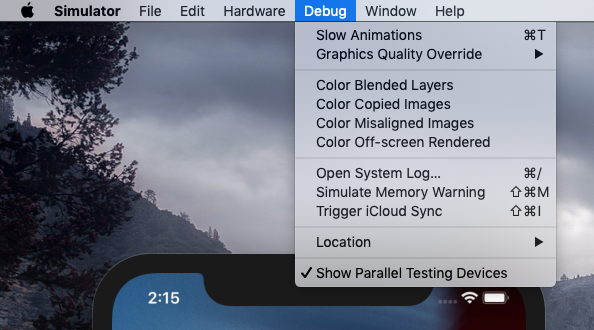 Simulator File Edit Hardware Debug Window Help
Slow Animations ⌘T
Graphics Quality Override ▶
Color Blended Layers
Color Copied Images
Color Misaligned Images
Color Off-screen Rendered
Open System Log... ⌘/
Simulate Memory Warning ⇧⌘M
Trigger iCloud Sync ⇧⌘I
Location ▶
✓ Show Parallel Testing Devices
2:15